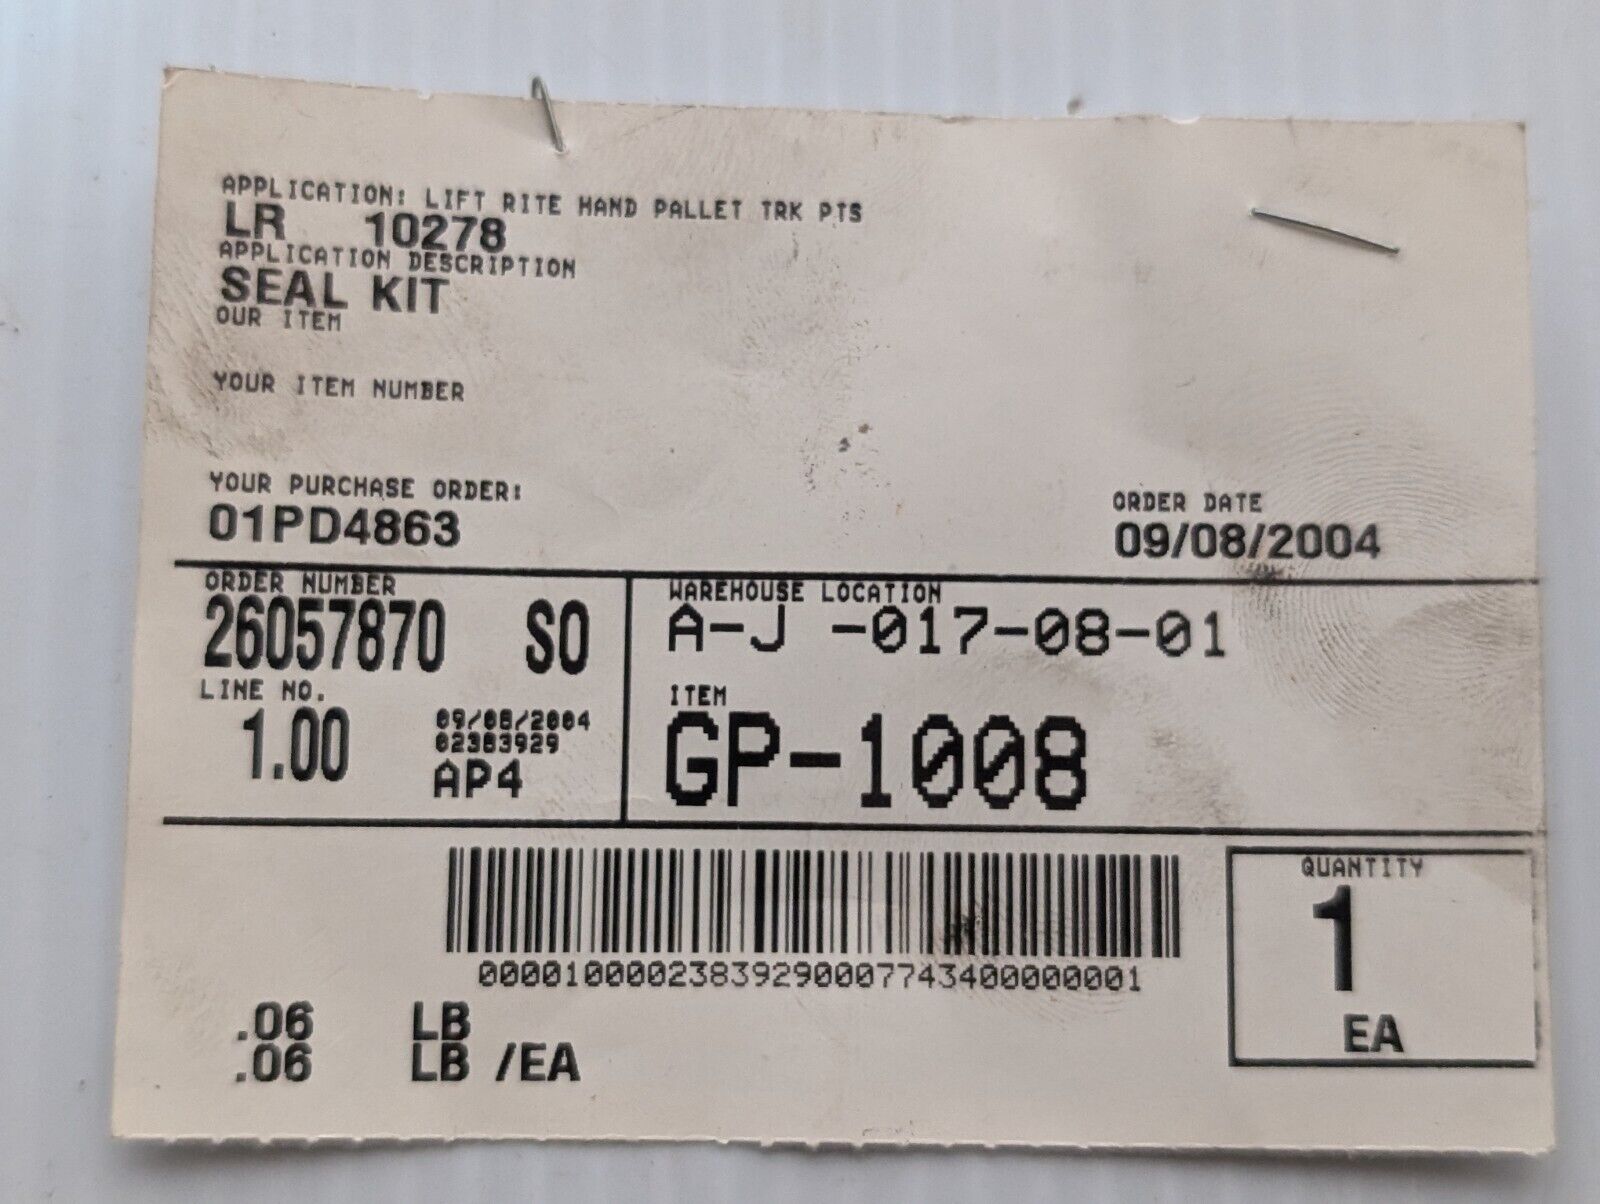 APPLICATION: LIFT RITE HAND PALLET TRK PTS
LR 10278
APPLICATION DESCRIPTION
SEAL KIT
OUR ITEM
YOUR ITEM NUMBER
YOUR PURCHASE ORDER:
01PD4863
ORDER DATE
09/08/2004
ORDER NUMBER
26057870 SO
LINE NO.
1.00
09/08/2004
02383929
AP4
WAREHOUSE LOCATION
A-J -017-08-01
ITEM
GP-1008
0000100002383929000774340000000​1
QUANTITY
1
EA
.06 LB
.06 LB /EA